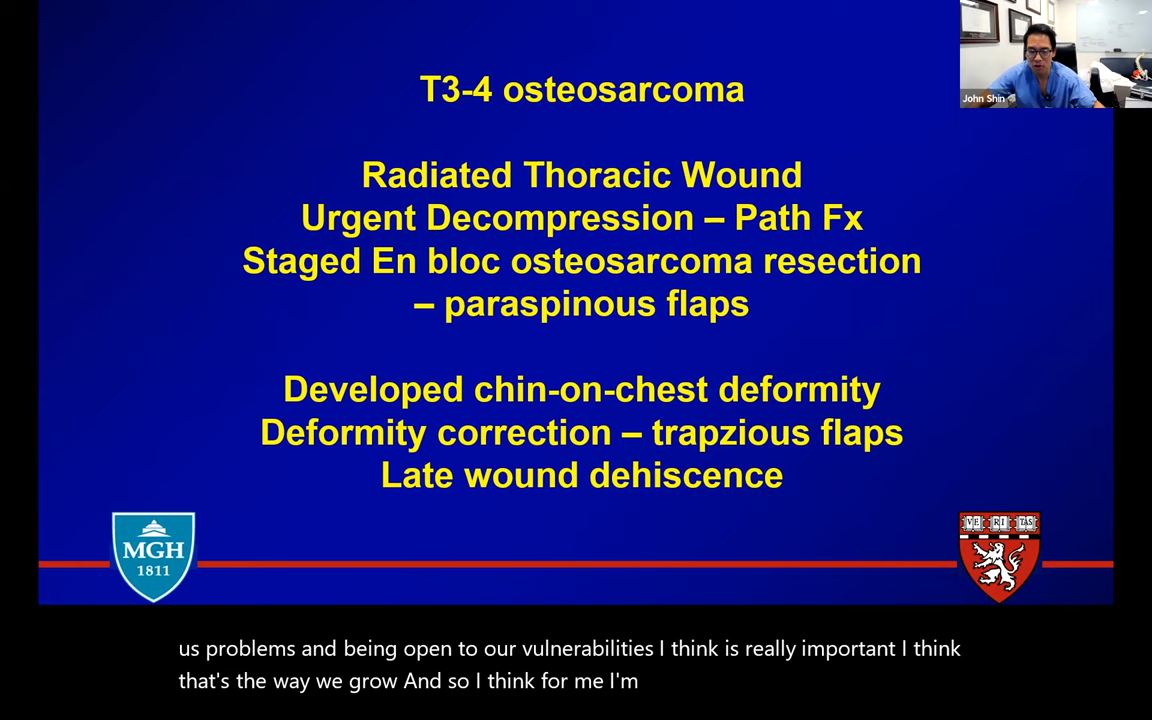 T3-4 osteosarcoma
John Shin
Radiated Thoracic Wound
Urgent Decompression – Path Fx
Staged En bloc osteosarcoma resection
– paraspinous flaps
Developed chin-on-chest deformity
Deformity correction – trapzious flaps
Late wound dehiscence
MGH
1811
VE RI TAS
us problems and being open to our vulnerabilities I think is really important I think
that's the way we grow And so I think for me I'm